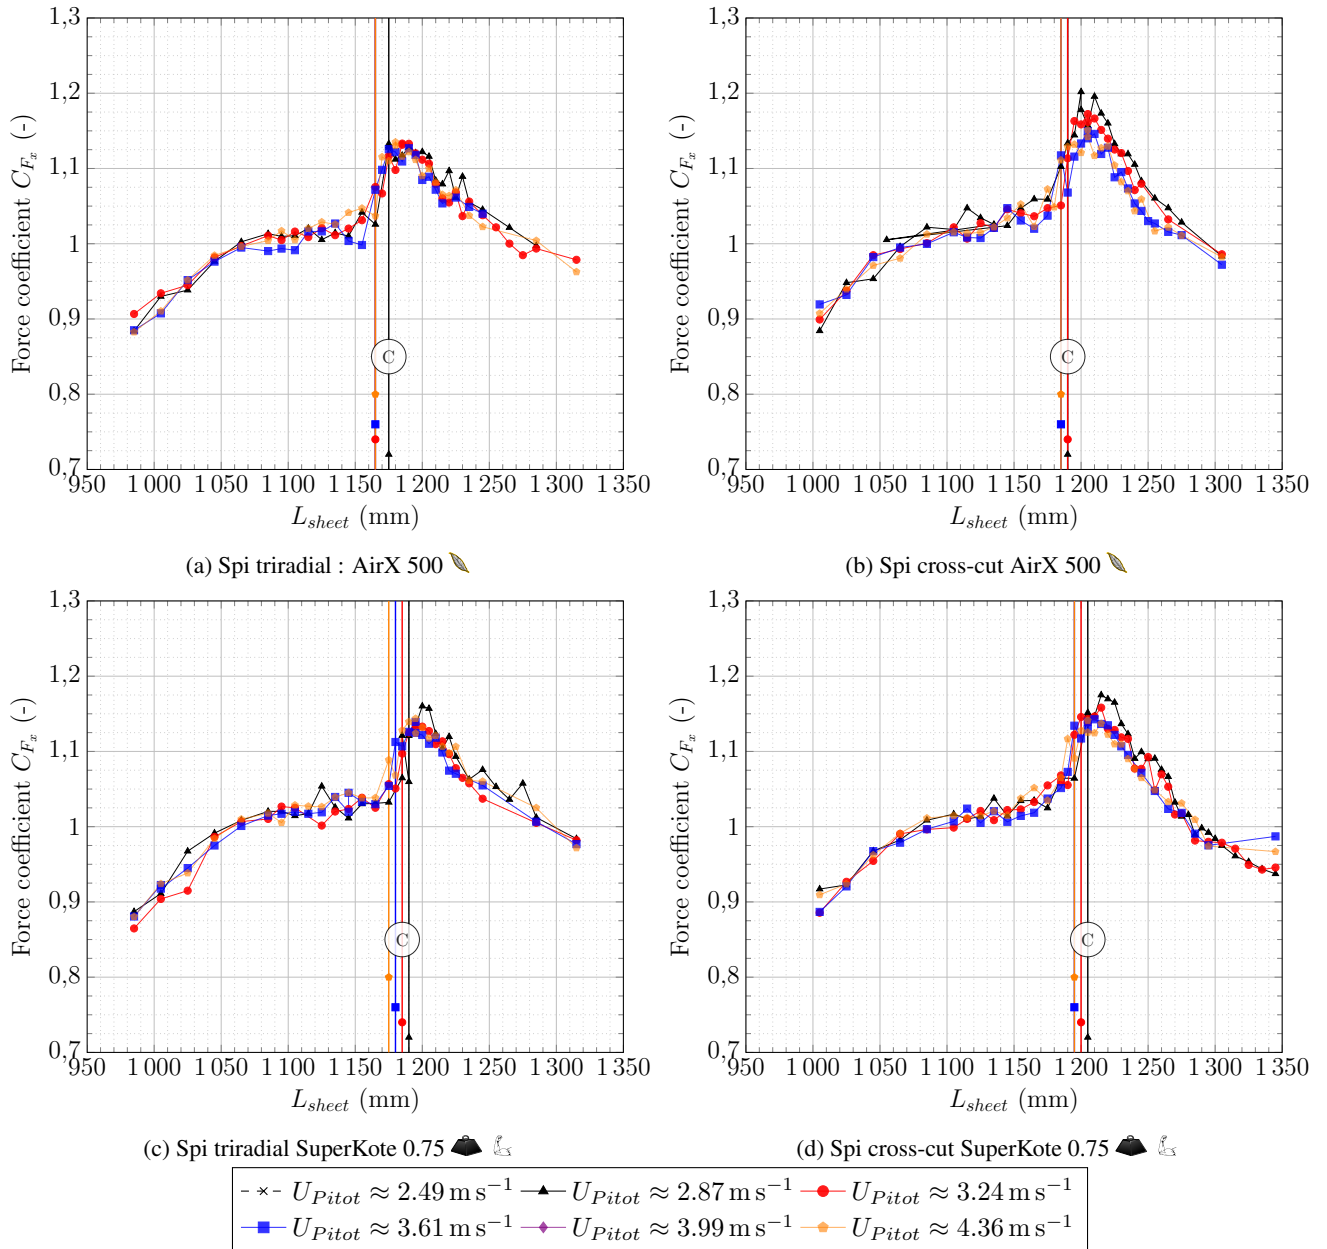 1,3
1,2
1,1
1
0,9
0,8
0,7
Force coefficient C_{F_x} (-)
C
950 1 000 1 050 1 100 1 150 1 200 1 250 1 300 1 350
L_{sheet} (mm)
(a) Spi triradial : AirX 500
1,3
1,2
1,1
1
0,9
0,8
0,7
Force coefficient C_{F_x} (-)
C
950 1 000 1 050 1 100 1 150 1 200 1 250 1 300 1 350
L_{sheet} (mm)
(b) Spi cross-cut AirX 500
1,3
1,2
1,1
1
0,9
0,8
0,7
Force coefficient C_{F_x} (-)
C
950 1 000 1 050 1 100 1 150 1 200 1 250 1 300 1 350
L_{sheet} (mm)
(c) Spi triradial SuperKote 0.75
1,3
1,2
1,1
1
0,9
0,8
0,7
Force coefficient C_{F_x} (-)
C
950 1 000 1 050 1 100 1 150 1 200 1 250 1 300 1 350
L_{sheet} (mm)
(d) Spi cross-cut SuperKote 0.75
U_{Pitot} ≈ 2.49 m s⁻¹ U_{Pitot} ≈ 2.87 m s⁻¹ U_{Pitot} ≈ 3.24 m s⁻¹
U_{Pitot} ≈ 3.61 m s⁻¹ U_{Pitot} ≈ 3.99 m s⁻¹ U_{Pitot} ≈ 4.36 m s⁻¹